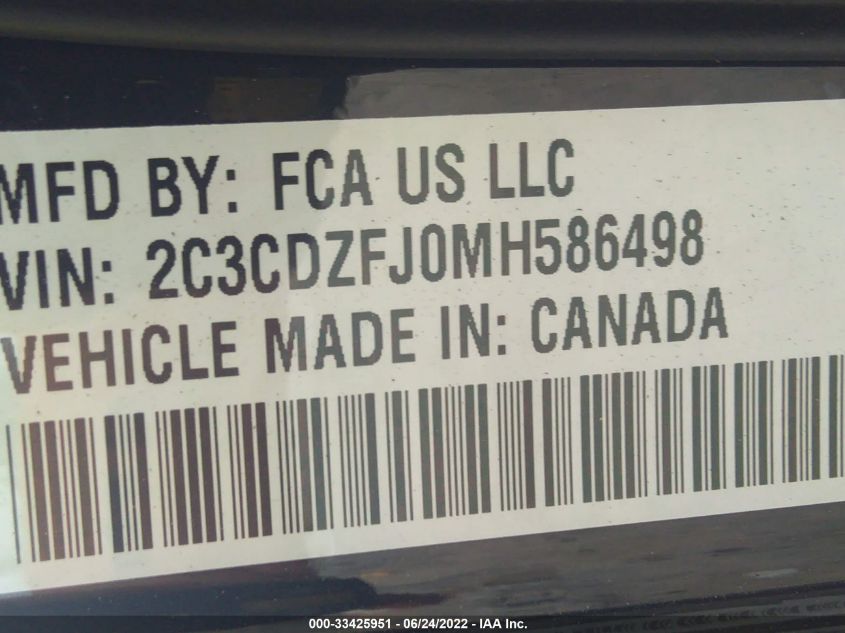 MFD BY: FCA US LLC
VIN: 2C3CDZFJ0MH586498
VEHICLE MADE IN: CANADA
000-33425951 - 06/24/2022 - IAA Inc.